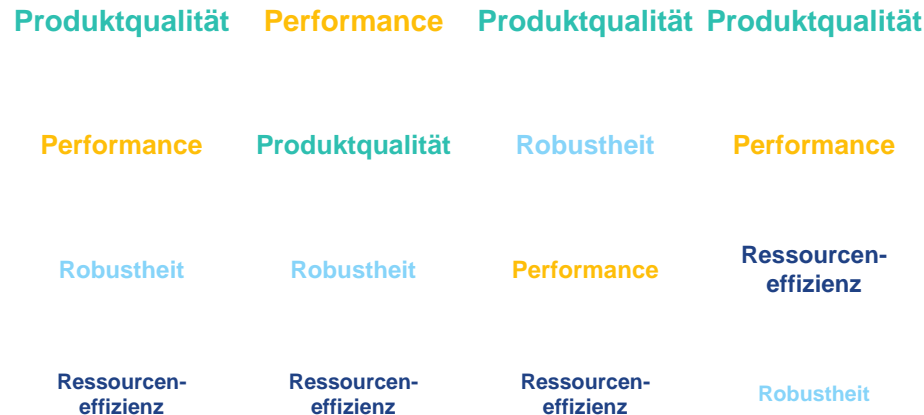 Produktqualität Performance Produktqualität Produktqualität
Performance Produktqualität Robustheit Performance
Robustheit Robustheit Performance Ressourcen-
effizienz
Ressourcen- Ressourcen- Ressourcen- Robustheit
effizienz effizienz effizienz